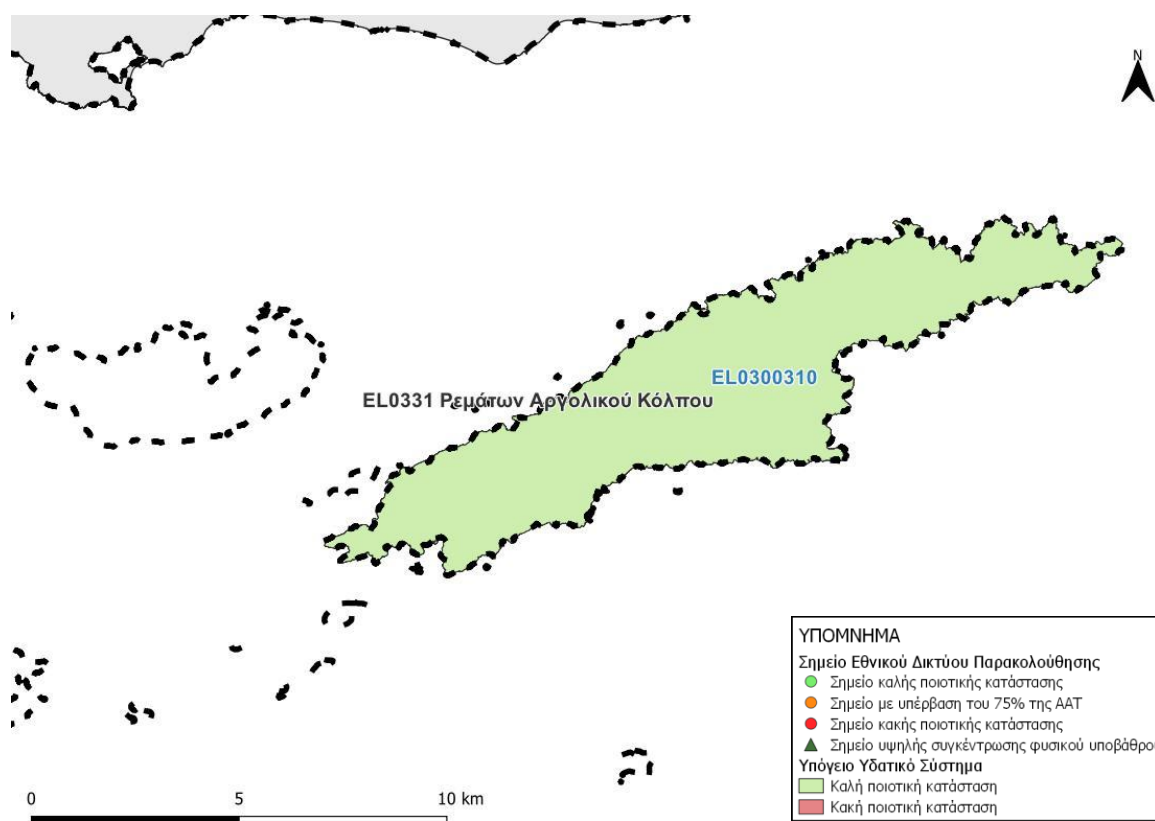 N
EL0300310
EL0331 Ρεμάτων Αργολικού Κόλπου
ΥΠΟΜΝΗΜΑ
Σημείο Εθνικού Δικτύου Παρακολούθησης
Σημείο καλής ποιοτικής κατάστασης
Σημείο με υπέρβαση του 75% της ΑΑΤ
Σημείο κακής ποιοτικής κατάστασης
Σημείο υψηλής συγκέντρωσης φυσικού υποβάθρου
Υπόγειο Υδατικό Σύστημα
Καλή ποιοτική κατάσταση
Κακή ποιοτική κατάσταση
0 5 10 km